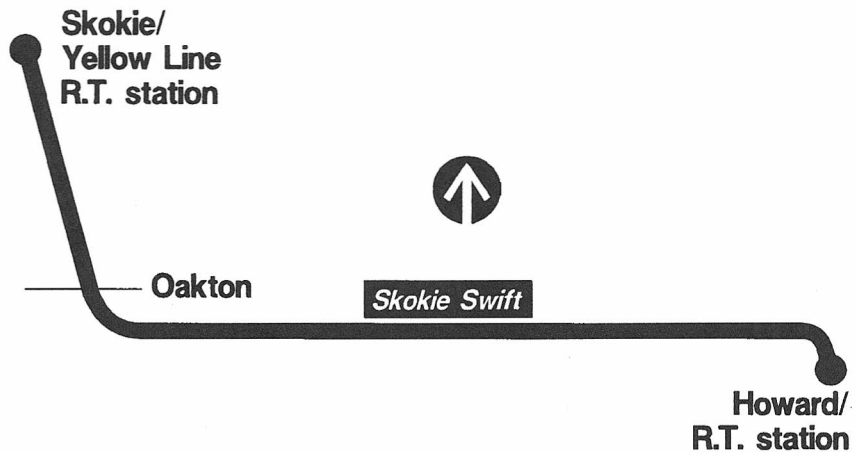 Skokie/
Yellow Line
R.T. station
Oakton
Skokie Swift
Howard/
R.T. station